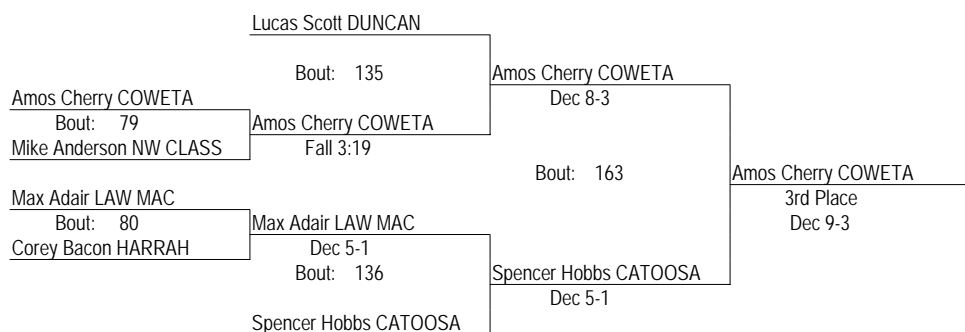 Lucas Scott DUNCAN
Bout: 135
Amos Cherry COWETA
Dec 8-3
Amos Cherry COWETA
Bout: 79
Amos Cherry COWETA
Mike Anderson NW CLASS
Fall 3:19
Bout: 163
Amos Cherry COWETA
3rd Place
Dec 9-3
Max Adair LAW MAC
Bout: 80
Max Adair LAW MAC
Corey Bacon HARRAH
Dec 5-1
Bout: 136
Spencer Hobbs CATOOSA
Dec 5-1
Spencer Hobbs CATOOSA